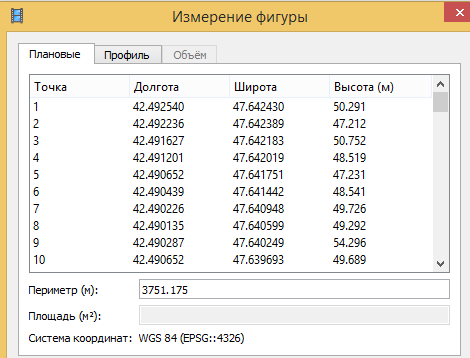 Измерение фигуры
Плановые Профиль Объём
Точка Долгота Широта Высота (м)
1 42.492540 47.642430 50.291
2 42.492236 47.642389 47.212
3 42.491627 47.642183 50.752
4 42.491201 47.642019 48.519
5 42.490652 47.641751 47.231
6 42.490439 47.641442 48.541
7 42.490226 47.640948 49.726
8 42.490135 47.640599 49.292
9 42.490287 47.640249 54.296
10 42.490652 47.639693 49.689
Периметр (м): 3751.175
Площадь (м²):
Система координат: WGS 84 (EPSG::4326)